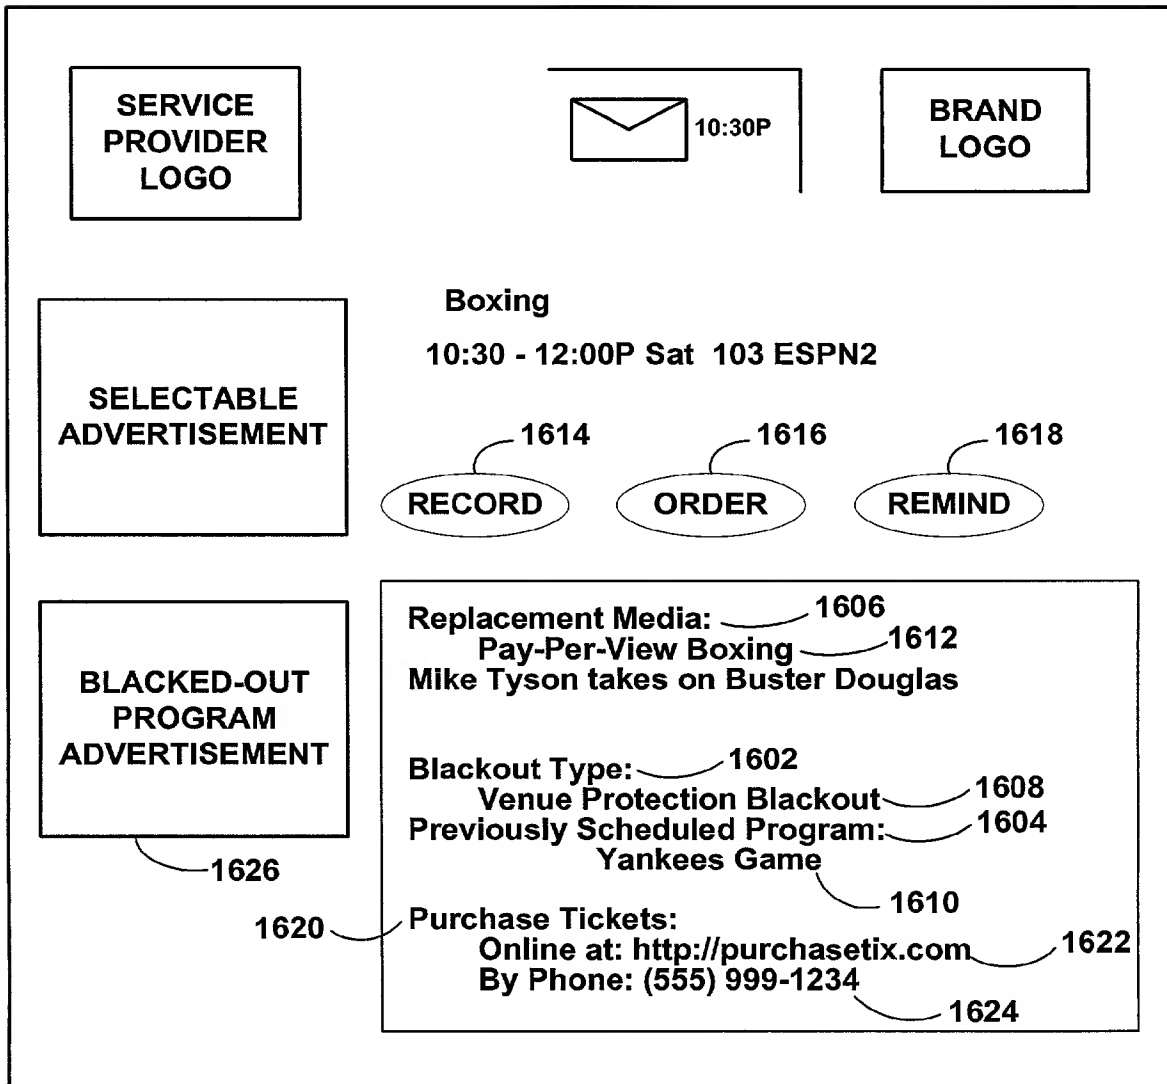 SERVICE
PROVIDER
LOGO
10:30P
BRAND
LOGO
Boxing
10:30 - 12:00P Sat 103 ESPN2
SELECTABLE
ADVERTISEMENT
1614
1616
1618
RECORD
ORDER
REMIND
Replacement Media: 1606
Pay-Per-View Boxing 1612
Mike Tyson takes on Buster Douglas
BLACKED-OUT
PROGRAM
ADVERTISEMENT
1626
Blackout Type: 1602
Venue Protection Blackout 1608
Previously Scheduled Program: 1604
Yankees Game
1610
1620 Purchase Tickets:
Online at: http://purchasetix.com 1622
By Phone: (555) 999-1234
1624